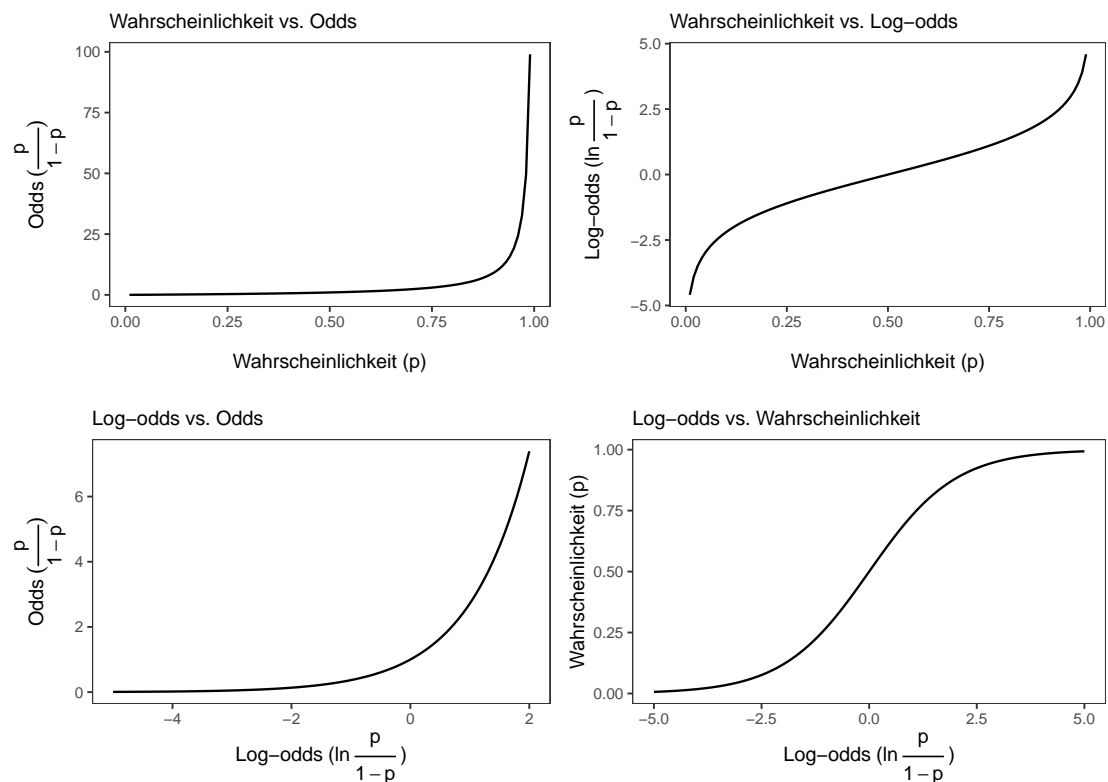 Wahrscheinlichkeit vs. Odds
100
75
50
25
0
0.00 0.25 0.50 0.75 1.00
Odds (p/1−p)
Wahrscheinlichkeit (p)
Wahrscheinlichkeit vs. Log−odds
5.0
2.5
0.0
−2.5
−5.0
0.00 0.25 0.50 0.75 1.00
Log−odds (ln p/1−p)
Wahrscheinlichkeit (p)
Log−odds vs. Odds
6
4
2
0
−4 −2 0 2
Odds (p/1−p)
Log−odds (ln p/1−p)
Log−odds vs. Wahrscheinlichkeit
1.00
0.75
0.50
0.25
0.00
−5.0 −2.5 0.0 2.5 5.0
Wahrscheinlichkeit (p)
Log−odds (ln p/1−p)